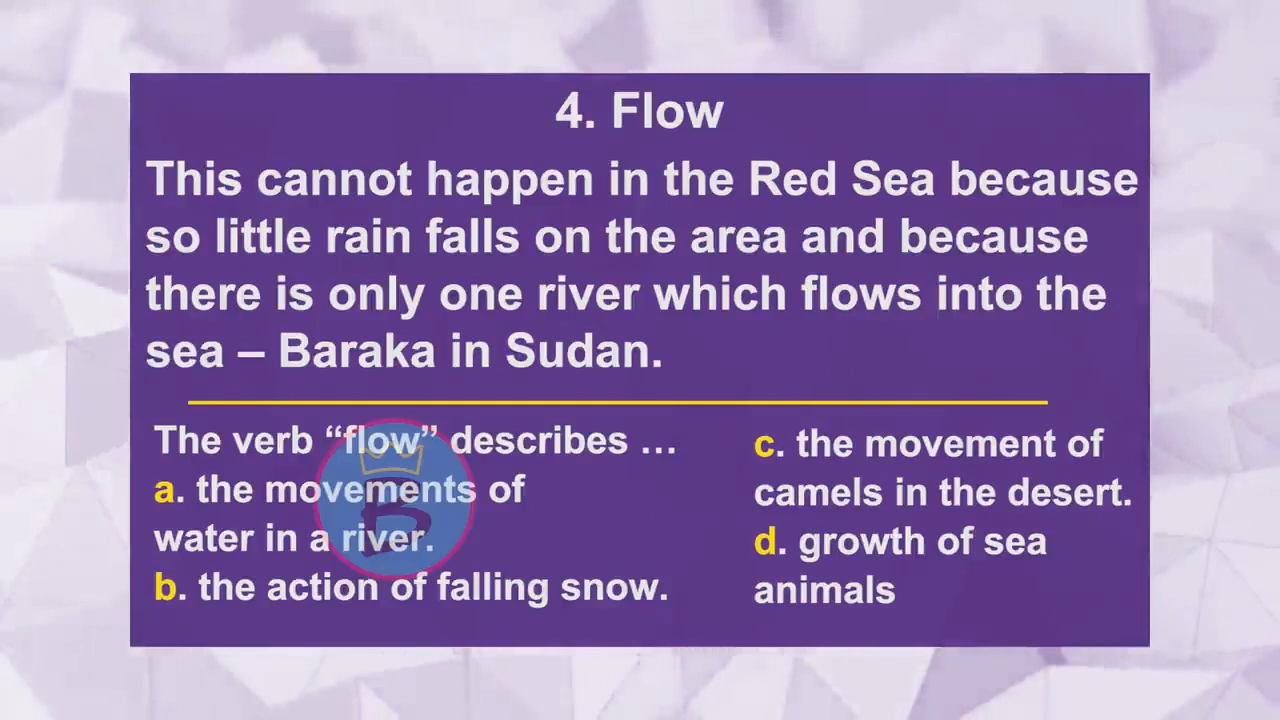 4. Flow
This cannot happen in the Red Sea because
so little rain falls on the area and because
there is only one river which flows into the
sea – Baraka in Sudan.
The verb “flow” describes …
a. the movements of
water in a river.
b. the action of falling snow.
c. the movement of
camels in the desert.
d. growth of sea
animals
B